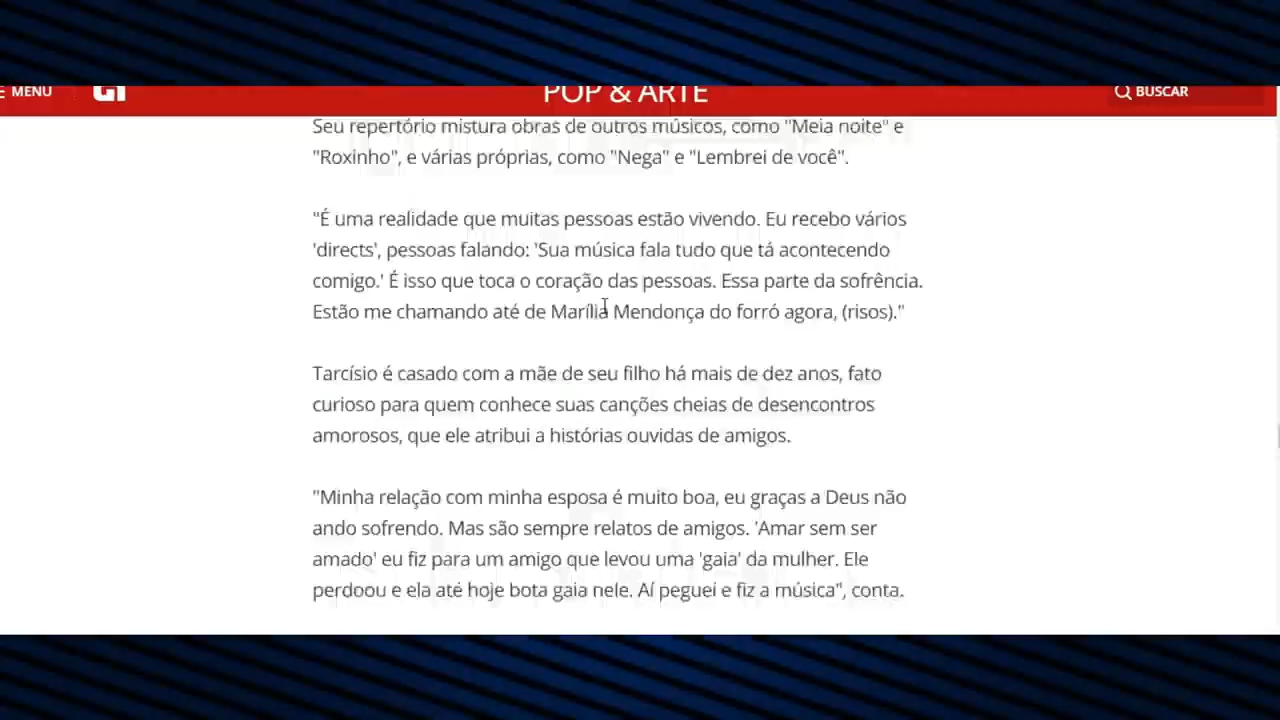 MENU G1 POP & ARTE BUSCAR
Seu repertório mistura obras de outros músicos, como "Meia noite" e
"Roxinho", e várias próprias, como "Nega" e "Lembrei de você".
"É uma realidade que muitas pessoas estão vivendo. Eu recebo vários
'directs', pessoas falando: 'Sua música fala tudo que tá acontecendo
comigo.' É isso que toca o coração das pessoas. Essa parte da sofrência.
Estão me chamando até de Marília Mendonça do forró agora, (risos)."
Tarcísio é casado com a mãe de seu filho há mais de dez anos, fato
curioso para quem conhece suas canções cheias de desencontros
amorosos, que ele atribui a histórias ouvidas de amigos.
"Minha relação com minha esposa é muito boa, eu graças a Deus não
ando sofrendo. Mas são sempre relatos de amigos. 'Amar sem ser
amado' eu fiz para um amigo que levou uma 'gaia' da mulher. Ele
perdoou e ela até hoje bota gaia nele. Aí peguei e fiz a música", conta.